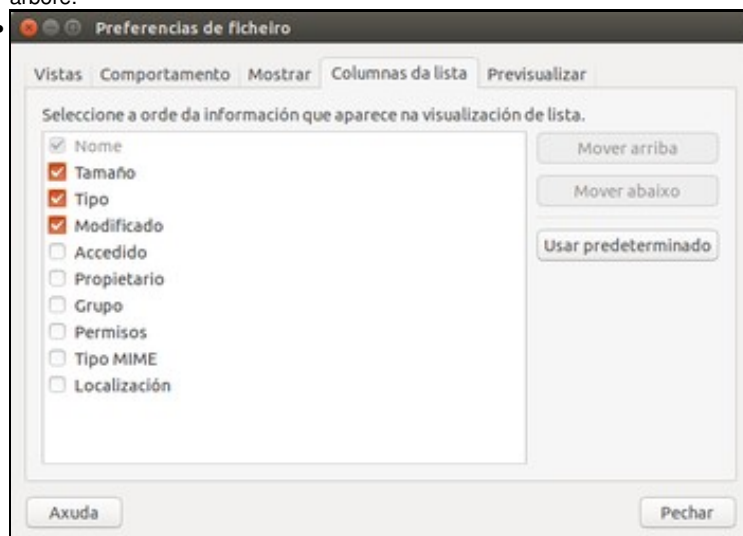 árbore.
Preferencias de ficheiro
Vistas Comportamento Mostrar Columnas da lista Previsualizar
Seleccione a orde da información que aparece na visualización de lista.
Nome
Tamaño
Tipo
Modificado
Accedido
Propietario
Grupo
Permisos
Tipo MIME
Localización
Mover arriba
Mover abaixo
Usar predeterminado
Axuda
Pechar